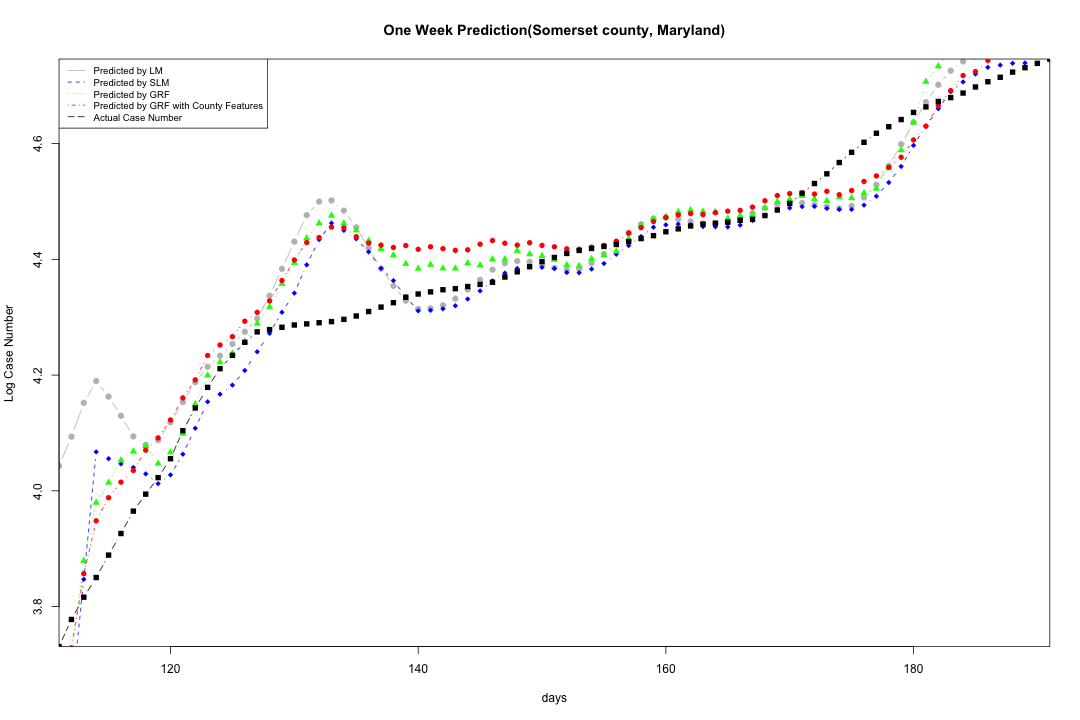 One Week Prediction(Somerset county, Maryland)
Predicted by LM
Predicted by SLM
Predicted by GRF
Predicted by GRF with County Features
Actual Case Number
Log Case Number
4.6
4.4
4.2
4.0
3.8
120 140 160 180
days